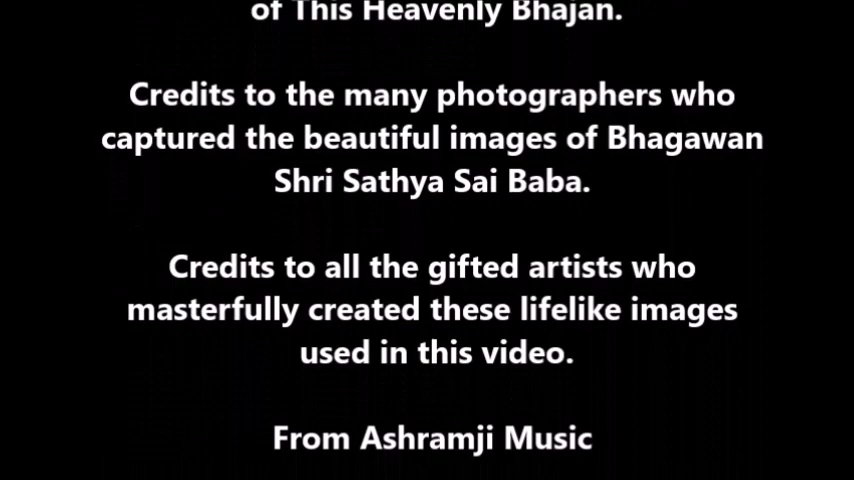 of This Heavenly Bhajan.
Credits to the many photographers who
captured the beautiful images of Bhagawan
Shri Sathya Sai Baba.
Credits to all the gifted artists who
masterfully created these lifelike images
used in this video.
From Ashramji Music